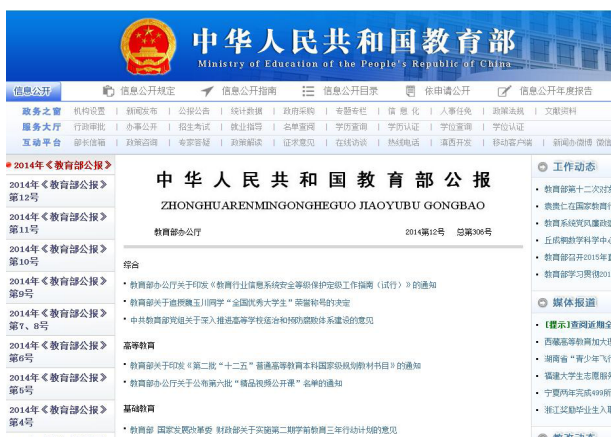 中华人民共和国教育部
Ministry of Education of the People's Republic of China
信息公开 信息公开规定 信息公开指南 信息公开目录 依申请公开 信息公开年度报告
政务之窗 机构设置 | 新闻发布 | 公报公告 | 统计数据 | 政府采购 | 专题专栏 | 信息化 | 人事任免 | 政策法规 | 文献资料
服务大厅 行政审批 | 办事公开 | 招生考试 | 就业指导 | 名单查询 | 学历查询 | 学历认证 | 学位查询 | 学位认证
互动平台 部长信箱 | 政策咨询 | 专家答疑 | 政策解读 | 征求意见 | 在线访谈 | 热线电话 | 滇西开发 | 移动客户端 | 新闻办微博 微信
2014年《教育部公报》
2014年《教育部公报》
第12号
2014年《教育部公报》
第11号
2014年《教育部公报》
第10号
2014年《教育部公报》
第9号
2014年《教育部公报》
第7、8号
2014年《教育部公报》
第6号
2014年《教育部公报》
第5号
2014年《教育部公报》
第4号
中华人民共和国教育部公报
ZHONGHUARENMINGONGHEGUO JIAOYUBU GONGBAO
教育部办公厅 2014第12号 总第306号
综合
教育部办公厅关于印发《教育行业信息系统安全等级保护定级工作指南（试行）》的通知
教育部关于追授魏玉川同学“全国优秀大学生”荣誉称号的决定
中共教育部党组关于深入推进高等学校惩治和预防腐败体系建设的意见
高等教育
教育部关于印发《第二批“十二五”普通高等教育本科国家级规划教材书目》的通知
教育部办公厅关于公布第六批“精品视频公开课”名单的通知
基础教育
教育部 国家发展改革委 财政部关于实施第二期学前教育三年行动计划的意见
工作动态
教育部第十二次对
袁贵仁在国家教育行
教育系统党风廉政
丘成桐数学科学中心
教育部召开2015年
教育部学习贯彻201
媒体报道
【提示】查阅近期全
西藏高等教育加大
湖南省“青少年飞
福建大学生志愿服
宁夏两年完成499所
浙江奖励毕业生入